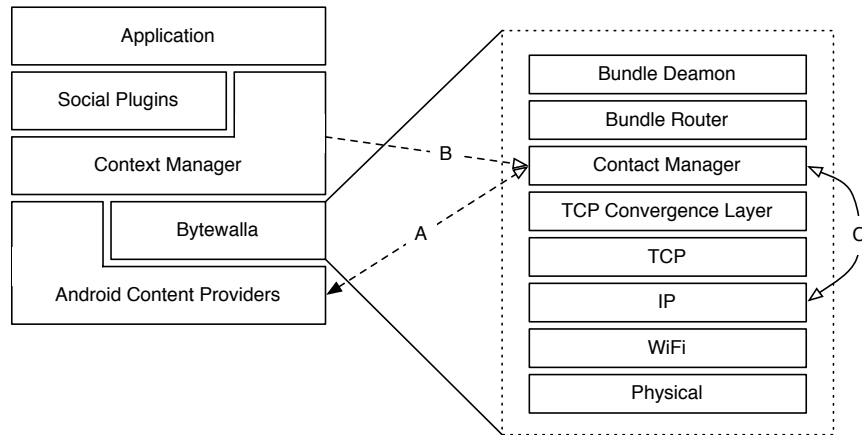 Application
Social Plugins
Context Manager
Bytewalla
Android Content Providers
B
A
Bundle Deamon
Bundle Router
Contact Manager
TCP Convergence Layer
TCP
IP
WiFi
Physical
C